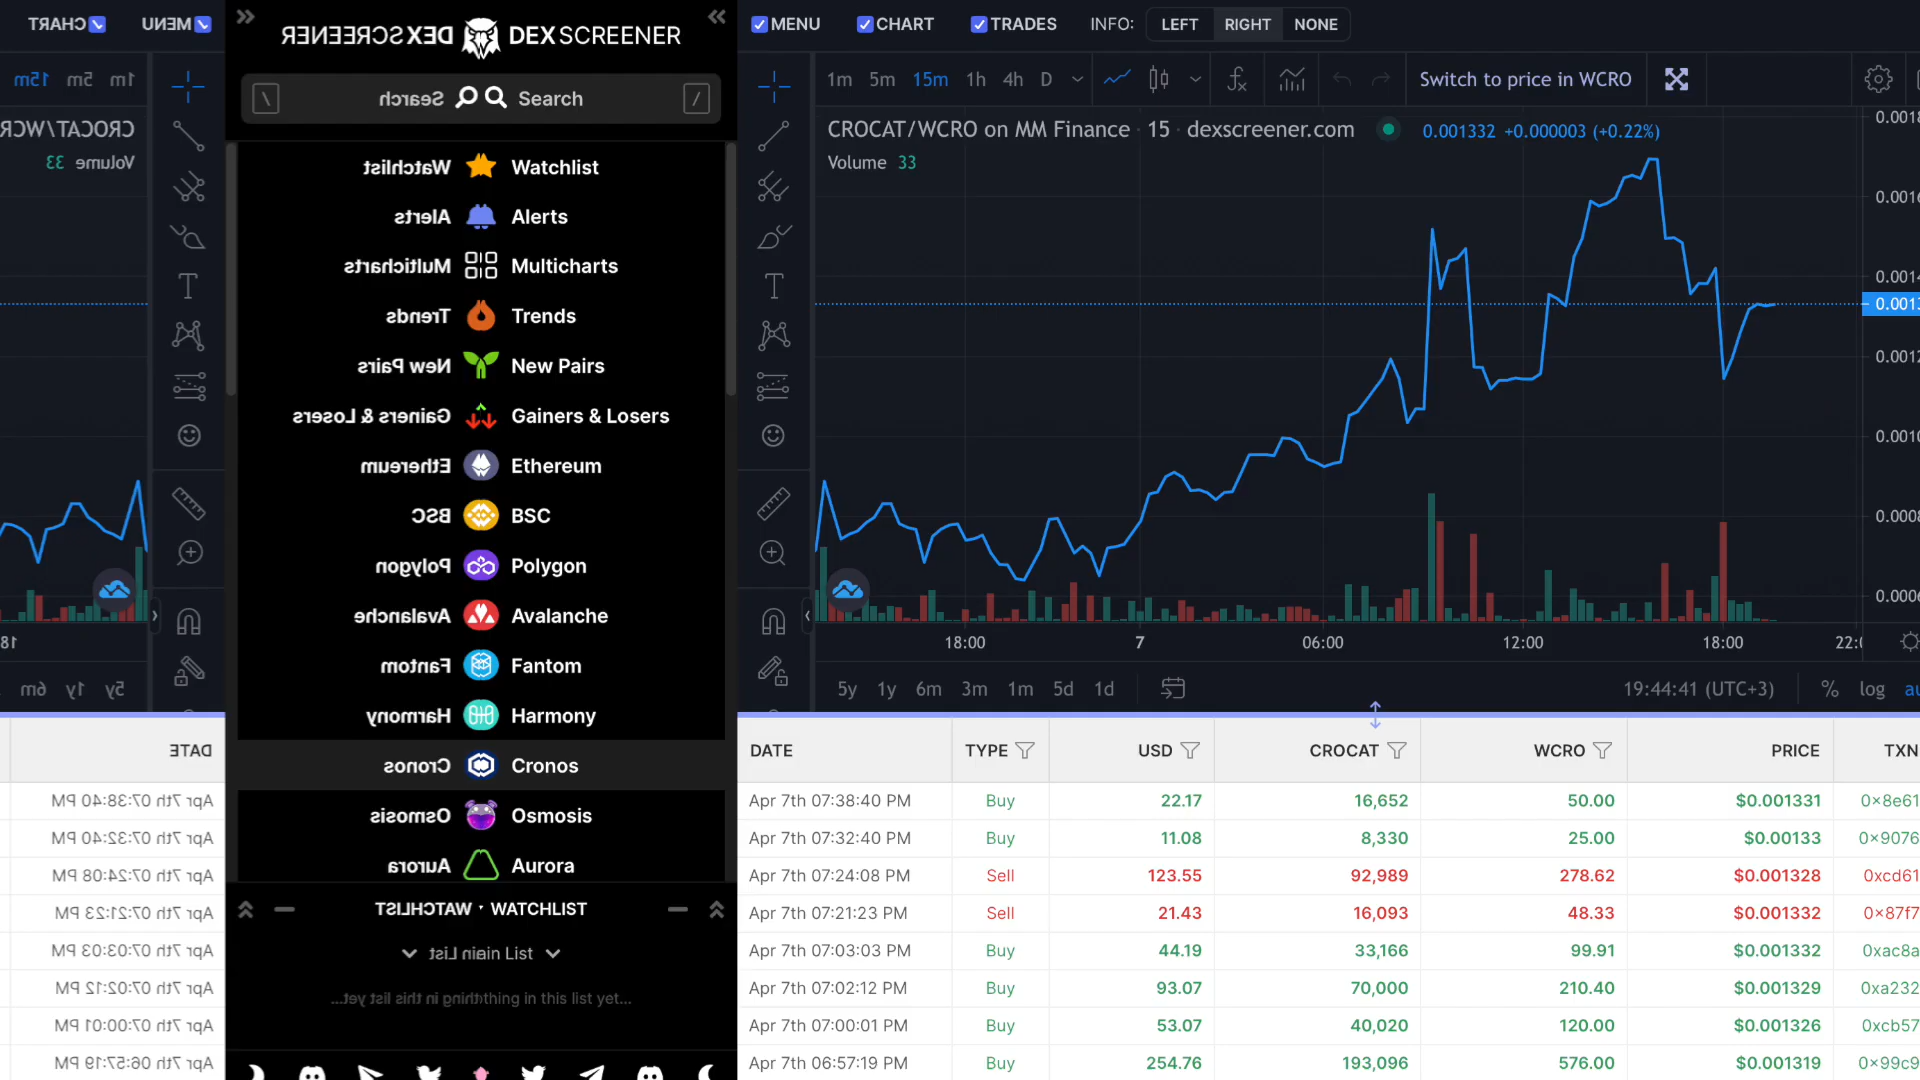 MENU CHART TRADES INFO: LEFT RIGHT NONE
DEX SCREENER
Search /
1m 5m 15m 1h 4h D Switch to price in WCRO
CROCAT/WCRO on MM Finance · 15 · dexscreener.com 0.001332 +0.000003 (+0.22%)
Volume 33
Watchlist
Alerts
Multicharts
Trends
New Pairs
Gainers & Losers
Ethereum
BSC
Polygon
Avalanche
Fantom
Harmony
Cronos
Osmosis
Aurora
WATCHLIST
18:00 7 06:00 12:00 18:00
5y 1y 6m 3m 1m 5d 1d 19:44:41 (UTC+3) % log
DATE TYPE USD CROCAT WCRO PRICE TXN
Apr 7th 07:38:40 PM Buy 22.17 16,652 50.00 $0.001331 0x8e61
Apr 7th 07:32:40 PM Buy 11.08 8,330 25.00 $0.00133 0x9076
Apr 7th 07:24:08 PM Sell 123.55 92,989 278.62 $0.001328 0xcd61
Apr 7th 07:21:23 PM Sell 21.43 16,093 48.33 $0.001332 0x87f7
Apr 7th 07:03:03 PM Buy 44.19 33,166 99.91 $0.001332 0xac8a
Apr 7th 07:02:12 PM Buy 93.07 70,000 210.40 $0.001329 0xa232
Apr 7th 07:00:01 PM Buy 53.07 40,020 120.00 $0.001326 0xcb57
Apr 7th 06:57:19 PM Buy 254.76 193,096 576.00 $0.001319 0x99c9